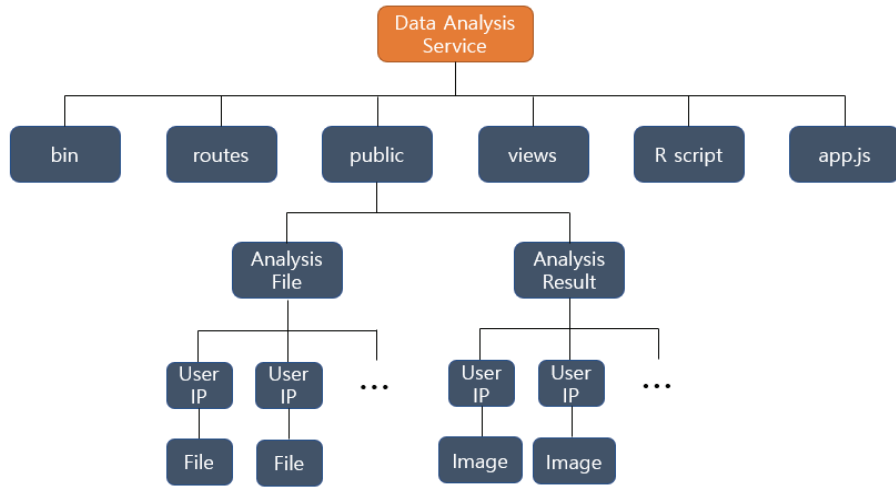 Data Analysis
Service
bin
routes
public
views
R script
app.js
Analysis
File
Analysis
Result
User
IP
User
IP
...
User
IP
User
IP
...
File
File
Image
Image